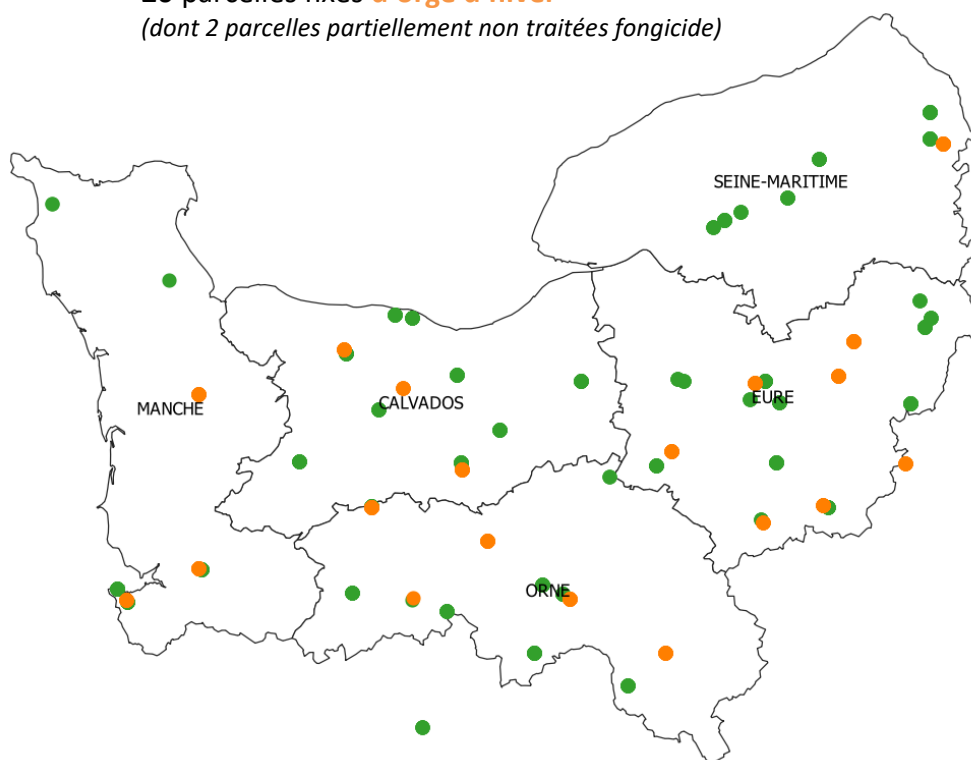 parcelles fixes
(dont 2 parcelles partiellement non traitées fongicide)
SEINE-MARITIME
MANCHE
CALVADOS
EURE
ORNE